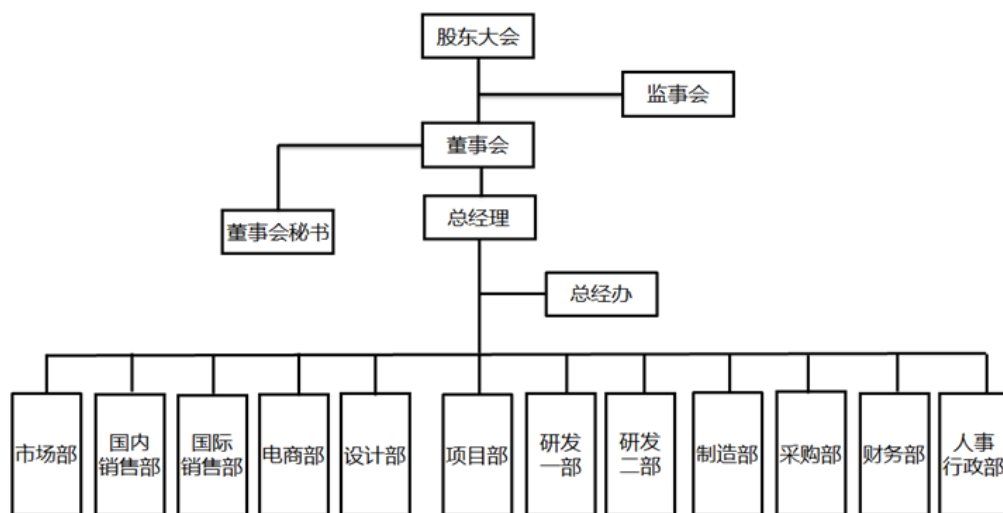 股东大会
监事会
董事会
董事会秘书
总经理
总经办
市场部
国内
销售部
国际
销售部
电商部
设计部
项目部
研发
一部
研发
二部
制造部
采购部
财务部
人事
行政部